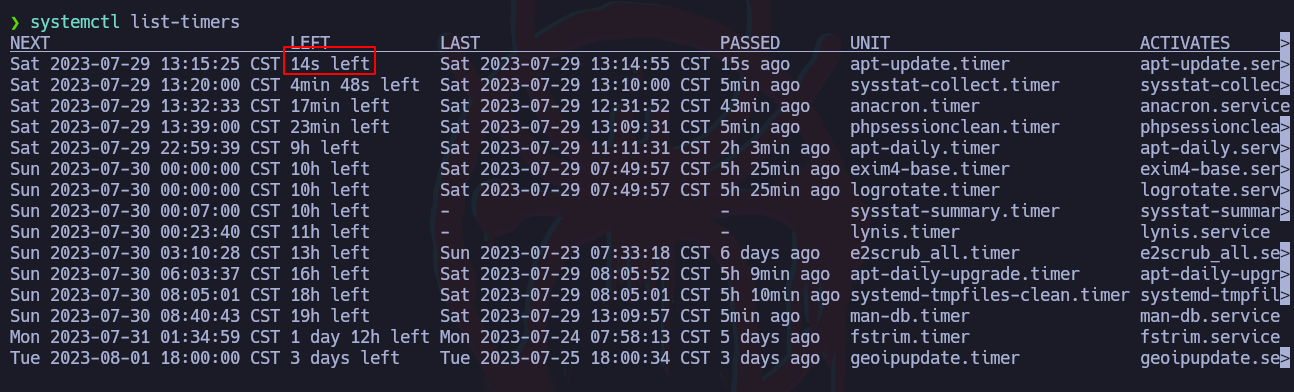 ❯ systemctl list-timers
NEXT LEFT LAST PASSED UNIT ACTIVATES >
Sat 2023-07-29 13:15:25 CST 14s left Sat 2023-07-29 13:14:55 CST 15s ago apt-update.timer apt-update.ser>
Sat 2023-07-29 13:20:00 CST 4min 48s left Sat 2023-07-29 13:10:00 CST 5min ago sysstat-collect.timer sysstat-collec>
Sat 2023-07-29 13:32:33 CST 17min left Sat 2023-07-29 12:31:52 CST 43min ago anacron.timer anacron.service
Sat 2023-07-29 13:39:00 CST 23min left Sat 2023-07-29 13:09:31 CST 5min ago phpsessionclean.timer phpsessionclea>
Sat 2023-07-29 22:59:39 CST 9h left Sat 2023-07-29 11:11:31 CST 2h 3min ago apt-daily.timer apt-daily.serv>
Sun 2023-07-30 00:00:00 CST 10h left Sat 2023-07-29 07:49:57 CST 5h 25min ago exim4-base.timer exim4-base.ser>
Sun 2023-07-30 00:00:00 CST 10h left Sat 2023-07-29 07:49:57 CST 5h 25min ago logrotate.timer logrotate.serv>
Sun 2023-07-30 00:07:00 CST 10h left - - sysstat-summary.timer sysstat-summar>
Sun 2023-07-30 00:23:40 CST 11h left - - lynis.timer lynis.service
Sun 2023-07-30 03:10:28 CST 13h left Sun 2023-07-23 07:33:18 CST 6 days ago e2scrub_all.timer e2scrub_all.se>
Sun 2023-07-30 06:03:37 CST 16h left Sat 2023-07-29 08:05:52 CST 5h 9min ago apt-daily-upgrade.timer apt-daily-upgr>
Sun 2023-07-30 08:05:01 CST 18h left Sat 2023-07-29 08:05:01 CST 5h 10min ago systemd-tmpfiles-clean.timer systemd-tmpfil>
Sun 2023-07-30 08:40:43 CST 19h left Sat 2023-07-29 13:09:57 CST 5min ago man-db.timer man-db.service
Mon 2023-07-31 01:34:59 CST 1 day 12h left Mon 2023-07-24 07:58:13 CST 5 days ago fstrim.timer fstrim.service
Tue 2023-08-01 18:00:00 CST 3 days left Tue 2023-07-25 18:00:34 CST 3 days ago geoipupdate.timer geoipupdate.se>